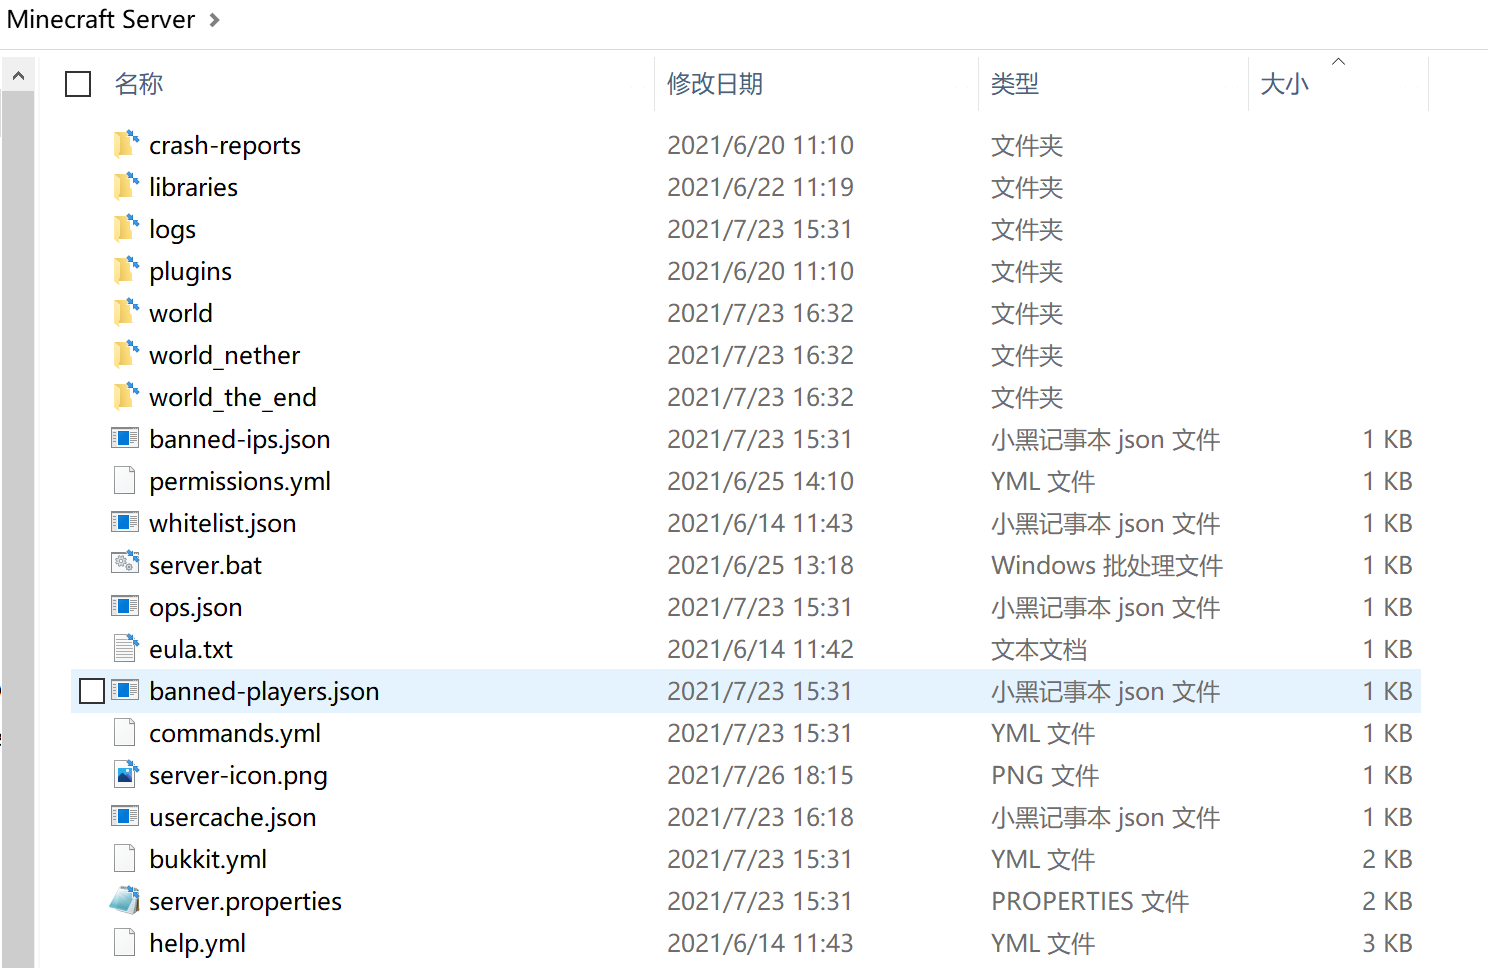 Minecraft Server
名称 修改日期 类型 大小
crash-reports 2021/6/20 11:10 文件夹
libraries 2021/6/22 11:19 文件夹
logs 2021/7/23 15:31 文件夹
plugins 2021/6/20 11:10 文件夹
world 2021/7/23 16:32 文件夹
world_nether 2021/7/23 16:32 文件夹
world_the_end 2021/7/23 16:32 文件夹
banned-ips.json 2021/7/23 15:31 小黑记事本 json 文件 1 KB
permissions.yml 2021/6/25 14:10 YML 文件 1 KB
whitelist.json 2021/6/14 11:43 小黑记事本 json 文件 1 KB
server.bat 2021/6/25 13:18 Windows 批处理文件 1 KB
ops.json 2021/7/23 15:31 小黑记事本 json 文件 1 KB
eula.txt 2021/6/14 11:42 文本文档 1 KB
banned-players.json 2021/7/23 15:31 小黑记事本 json 文件 1 KB
commands.yml 2021/7/23 15:31 YML 文件 1 KB
server-icon.png 2021/7/26 18:15 PNG 文件 1 KB
usercache.json 2021/7/23 16:18 小黑记事本 json 文件 1 KB
bukkit.yml 2021/7/23 15:31 YML 文件 2 KB
server.properties 2021/7/23 15:31 PROPERTIES 文件 2 KB
help.yml 2021/6/14 11:43 YML 文件 3 KB